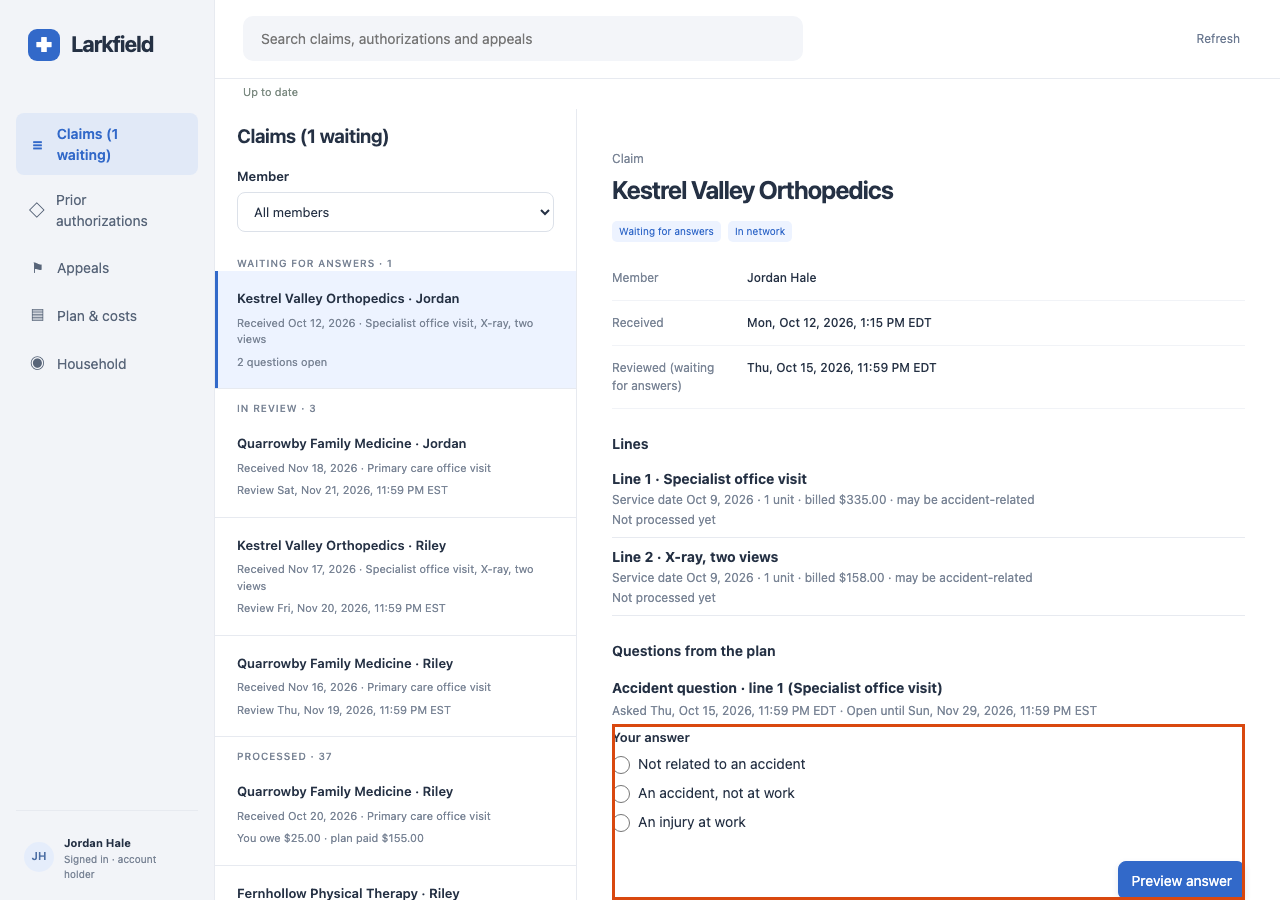 Larkfield
Search claims, authorizations and appeals
Refresh
Up to date
Claims (1
waiting)
Prior
authorizations
Appeals
Plan & costs
Household
JH
Jordan Hale
Signed in · account
holder
Claims (1 waiting)
Member
All members
WAITING FOR ANSWERS · 1
Kestrel Valley Orthopedics · Jordan
Received Oct 12, 2026 · Specialist office visit, X-ray, two
views
2 questions open
IN REVIEW · 3
Quarrowby Family Medicine · Jordan
Received Nov 18, 2026 · Primary care office visit
Review Sat, Nov 21, 2026, 11:59 PM EST
Kestrel Valley Orthopedics · Riley
Received Nov 17, 2026 · Specialist office visit, X-ray, two
views
Review Fri, Nov 20, 2026, 11:59 PM EST
Quarrowby Family Medicine · Riley
Received Nov 16, 2026 · Primary care office visit
Review Thu, Nov 19, 2026, 11:59 PM EST
PROCESSED · 37
Quarrowby Family Medicine · Riley
Received Oct 20, 2026 · Primary care office visit
You owe $25.00 · plan paid $155.00
Fernhollow Physical Therapy · Riley
Claim
Kestrel Valley Orthopedics
Waiting for answers
In network
Member Jordan Hale
Received Mon, Oct 12, 2026, 1:15 PM EDT
Reviewed (waiting
for answers) Thu, Oct 15, 2026, 11:59 PM EDT
Lines
Line 1 · Specialist office visit
Service date Oct 9, 2026 · 1 unit · billed $335.00 · may be accident-related
Not processed yet
Line 2 · X-ray, two views
Service date Oct 9, 2026 · 1 unit · billed $158.00 · may be accident-related
Not processed yet
Questions from the plan
Accident question · line 1 (Specialist office visit)
Asked Thu, Oct 15, 2026, 11:59 PM EDT · Open until Sun, Nov 29, 2026, 11:59 PM EST
Your answer
Not related to an accident
An accident, not at work
An injury at work
Preview answer